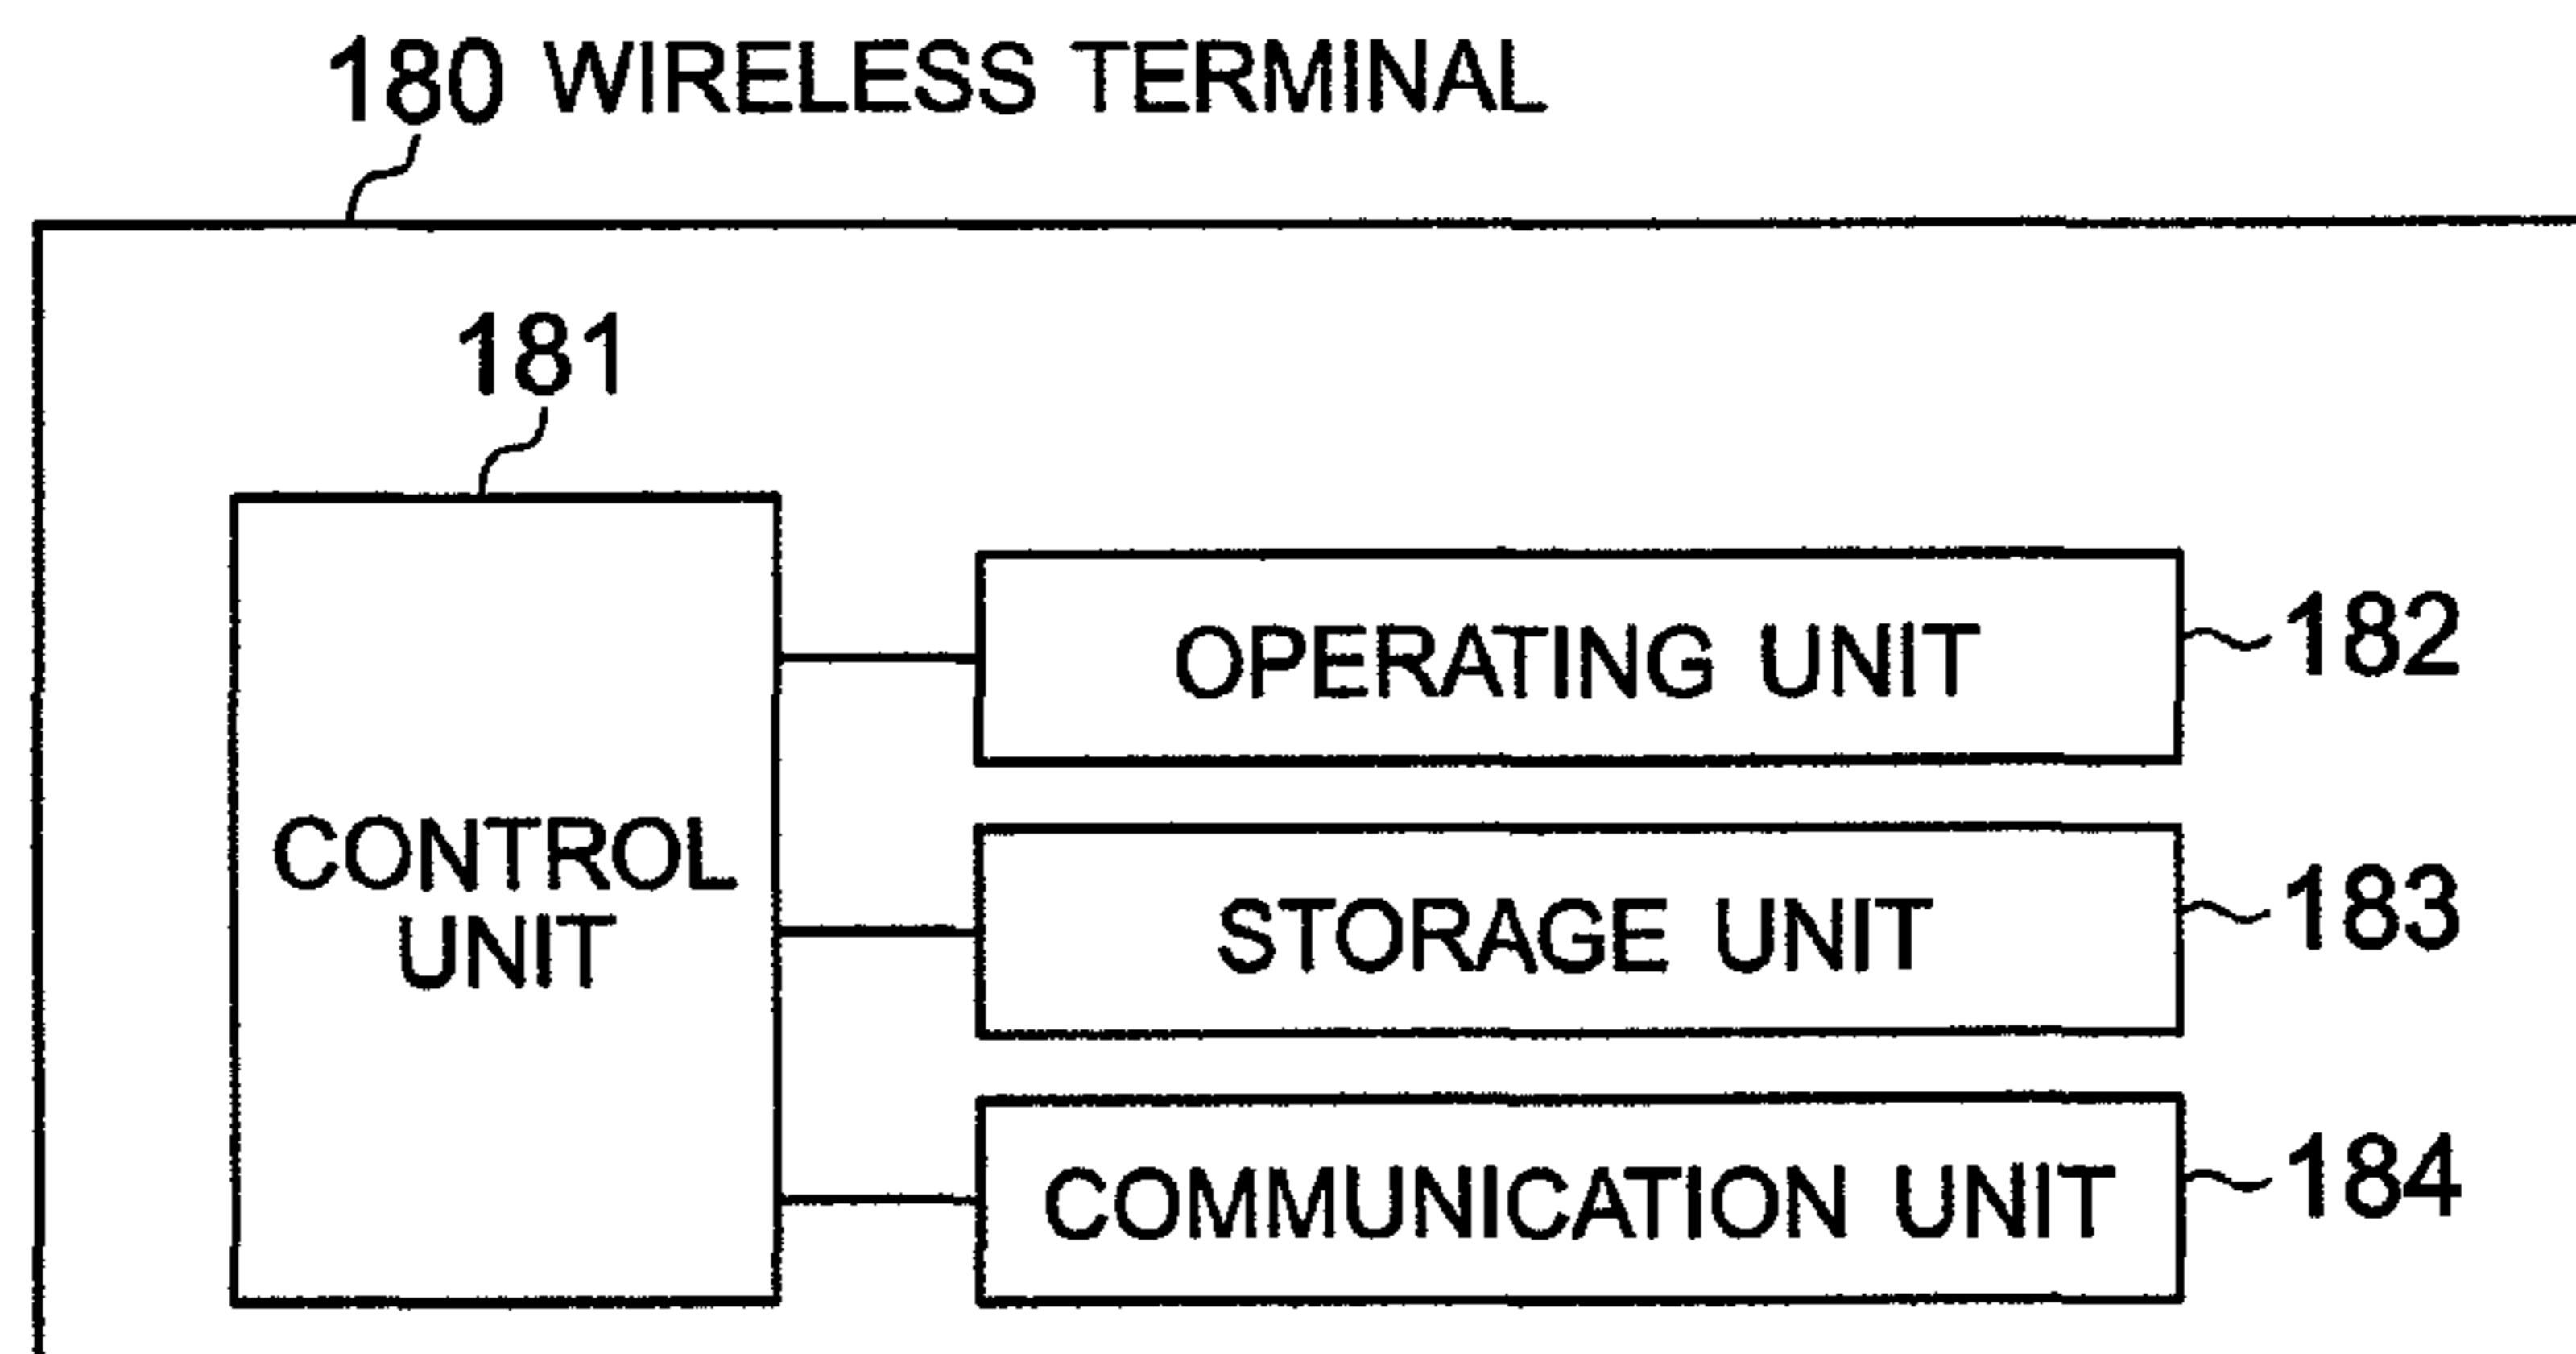 180 WIRELESS TERMINAL
181
CONTROL
UNIT
OPERATING UNIT
182
STORAGE UNIT
183
COMMUNICATION UNIT
184